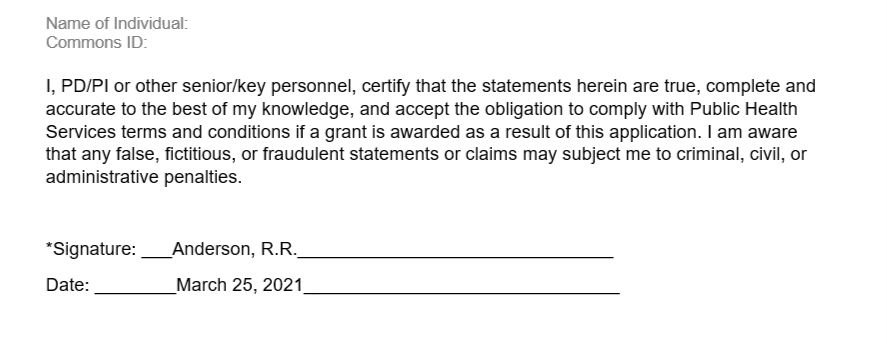 Name of Individual:
Commons ID:
I, PD/PI or other senior/key personnel, certify that the statements herein are true, complete and
accurate to the best of my knowledge, and accept the obligation to comply with Public Health
Services terms and conditions if a grant is awarded as a result of this application. I am aware
that any false, fictitious, or fraudulent statements or claims may subject me to criminal, civil, or
administrative penalties.
*Signature: ___Anderson, R.R.________________________________
Date: ________March 25, 2021________________________________